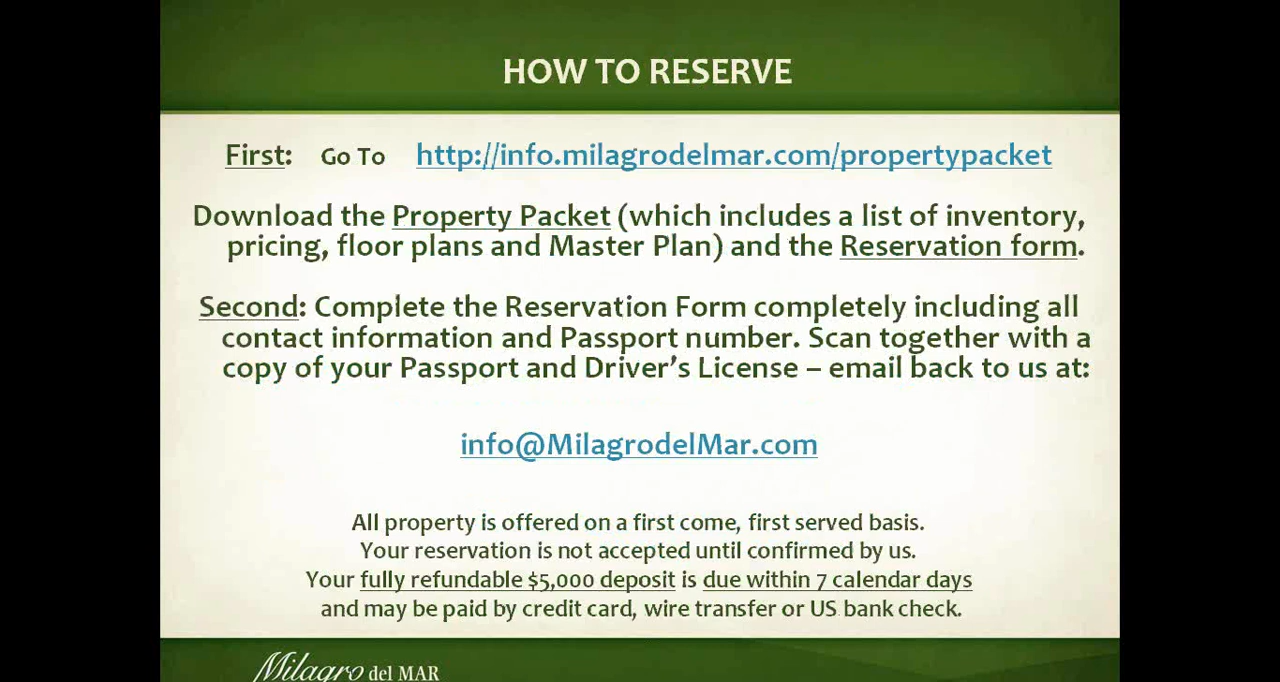 HOW TO RESERVE
First: Go To http://info.milagrodelmar.com/propertypacket
Download the Property Packet (which includes a list of inventory,
pricing, floor plans and Master Plan) and the Reservation form.
Second: Complete the Reservation Form completely including all
contact information and Passport number. Scan together with a
copy of your Passport and Driver’s License – email back to us at:
info@MilagrodelMar.com
All property is offered on a first come, first served basis.
Your reservation is not accepted until confirmed by us.
Your fully refundable $5,000 deposit is due within 7 calendar days
and may be paid by credit card, wire transfer or US bank check.
Milagro del MAR